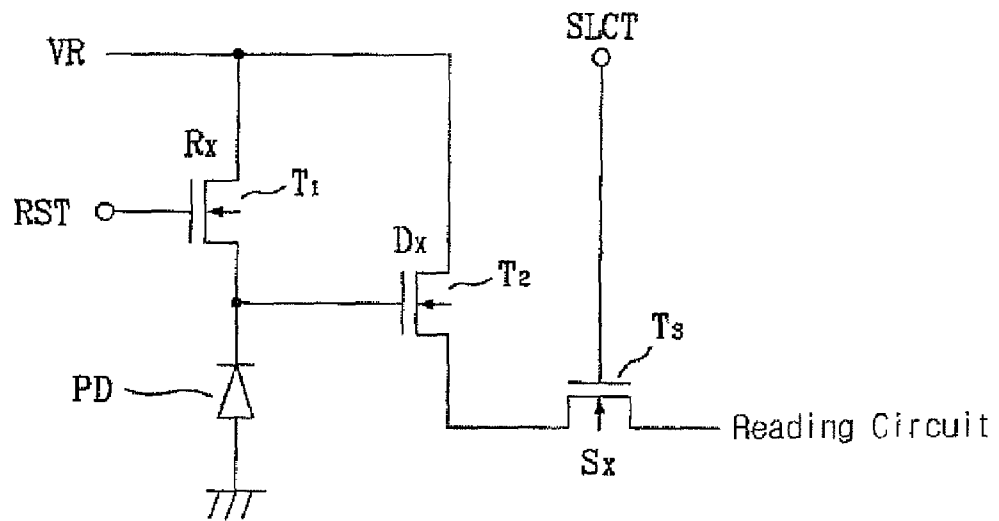 SLCT
VR
Rx
T1
RST
Dx
T2
T3
PD
Reading Circuit
Sx